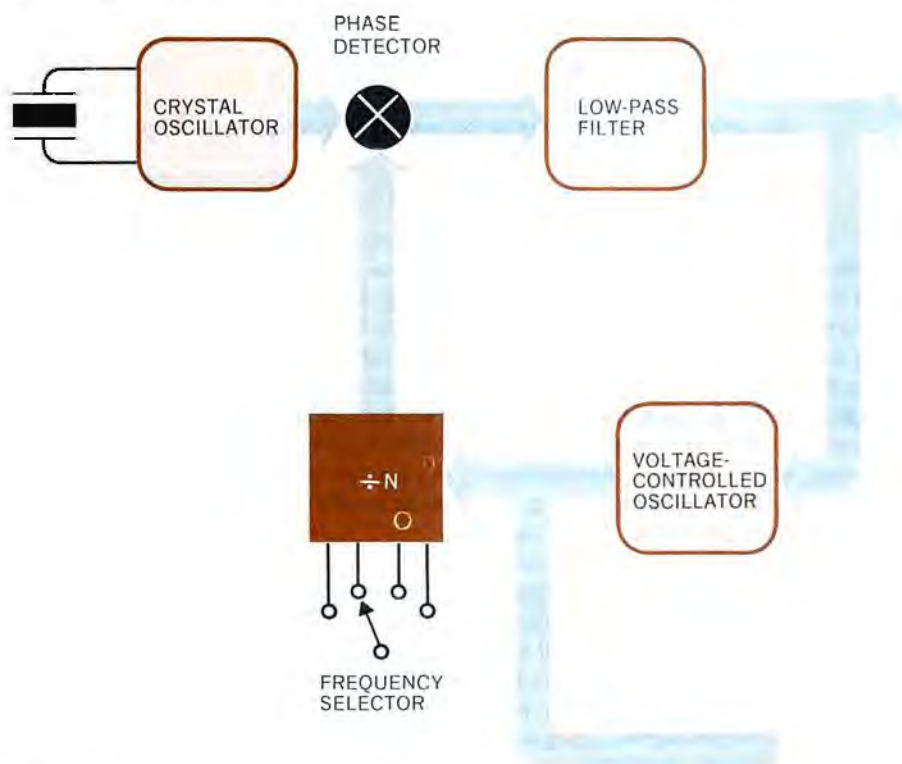 PHASE
DETECTOR
CRYSTAL
OSCILLATOR
LOW-PASS
FILTER
÷N
VOLTAGE-
CONTROLLED
OSCILLATOR
FREQUENCY
SELECTOR